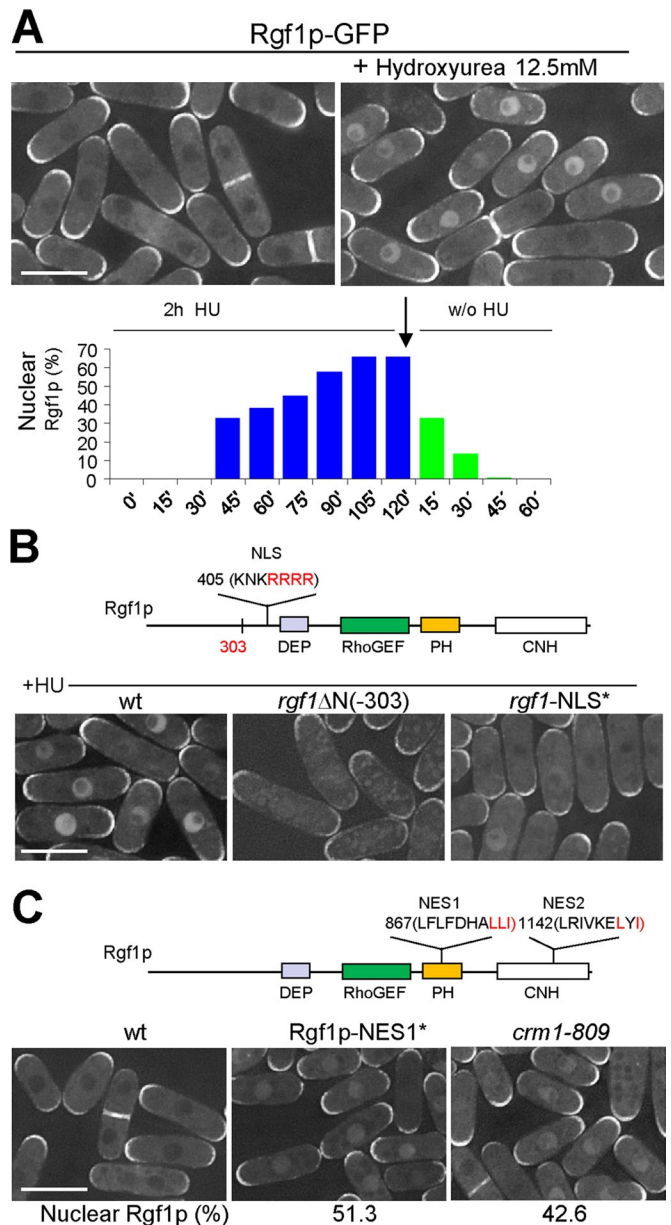 A
Rgf1p-GFP
+ Hydroxyurea 12.5mM
2h HU
w/o HU
Nuclear
Rgf1p (%)
70
60
50
40
30
20
10
0
0' 15' 30' 45' 60' 75' 90' 105' 120' 15' 30' 45' 60'
B
NLS
405 (KNKRRRR)
Rgf1p
303
DEP RhoGEF PH CNH
+HU
wt rgf1ΔN(-303) rgf1-NLS*
C
NES1 NES2
867(LFLFDHALLI) 1142(LRIVKELYI)
Rgf1p
DEP RhoGEF PH CNH
wt Rgf1p-NES1* crm1-809
Nuclear Rgf1p (%) 51.3 42.6